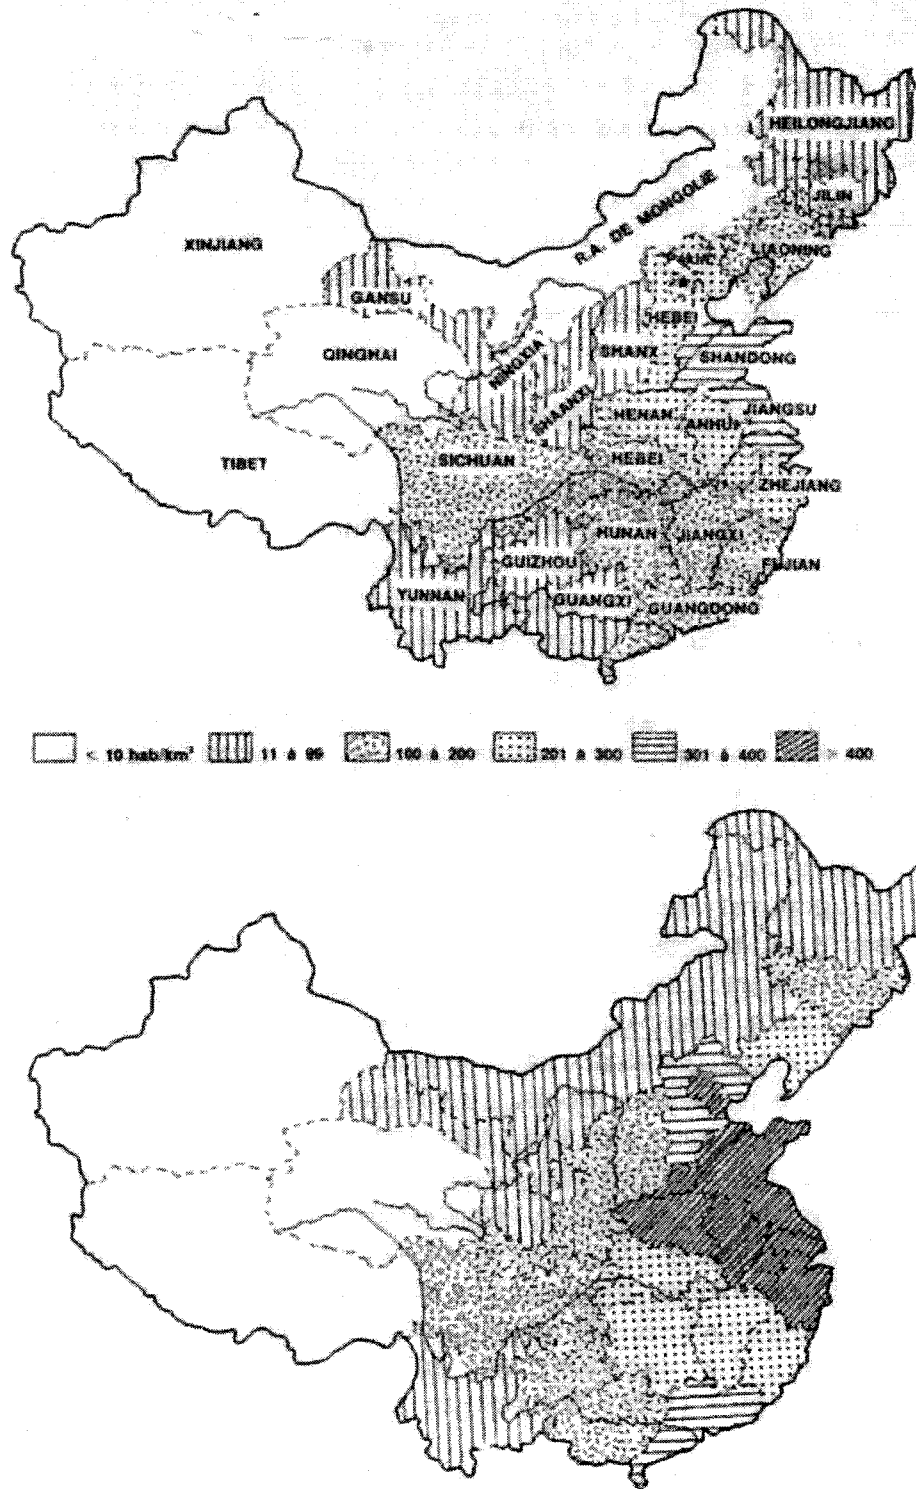 HEILONGJIANG
JILIN
R.A. DE MONGOLIE
LIAONING
XINJIANG
GANSU
HEBEI
QINGHAI
NINGXIA
SHANX
SHANDONG
SHAANXI
HENAN
JIANGSU
ANHUI
TIBET
SICHUAN
HEBEI
ZHEJIANG
HUNAN
JIANGXI
GUIZHOU
FUJIAN
YUNNAN
GUANGXI
GUANGDONG
< 10 hab/km² 11 à 99 100 à 200 201 à 300 301 à 400 > 400